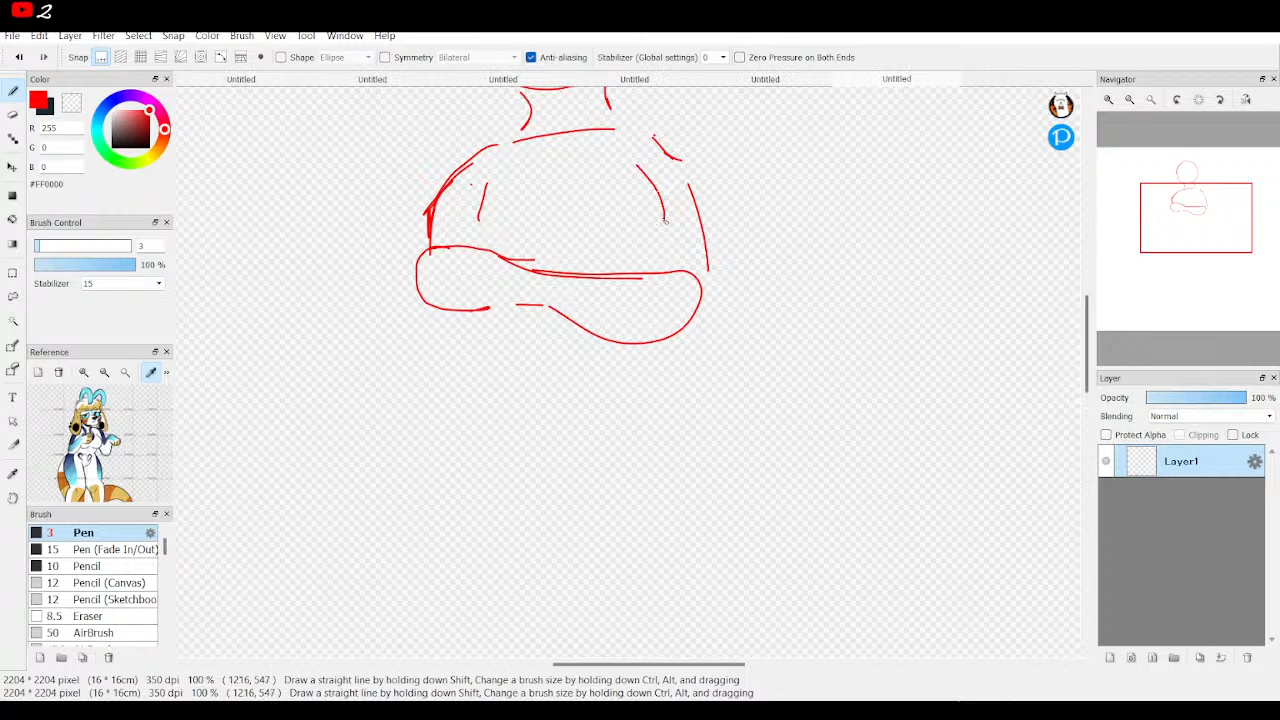 2
File Edit Layer Filter Select Snap Color Brush View Tool Window Help
Snap Shape Ellipse Symmetry Bilateral Anti-aliasing Stabilizer (Global settings) 0 Zero Pressure on Both Ends
Color
Untitled Untitled Untitled Untitled Untitled Untitled
Navigator
R 255
G 0
B 0
#FF0000
Brush Control
3
100 %
Stabilizer 15
Reference
Layer
Opacity 100 %
Blending Normal
Protect Alpha Clipping Lock
Layer1
Brush
3 Pen
15 Pen (Fade In/Out)
10 Pencil
12 Pencil (Canvas)
12 Pencil (Sketchboo
8.5 Eraser
50 AirBrush
2204 * 2204 pixel (16 * 16cm) 350 dpi 100 % ( 1216, 547 ) Draw a straight line by holding down Shift, Change a brush size by holding down Ctrl, Alt, and dragging
2204 * 2204 pixel (16 * 16cm) 350 dpi 100 % ( 1216, 547 ) Draw a straight line by holding down Shift, Change a brush size by holding down Ctrl, Alt, and dragging